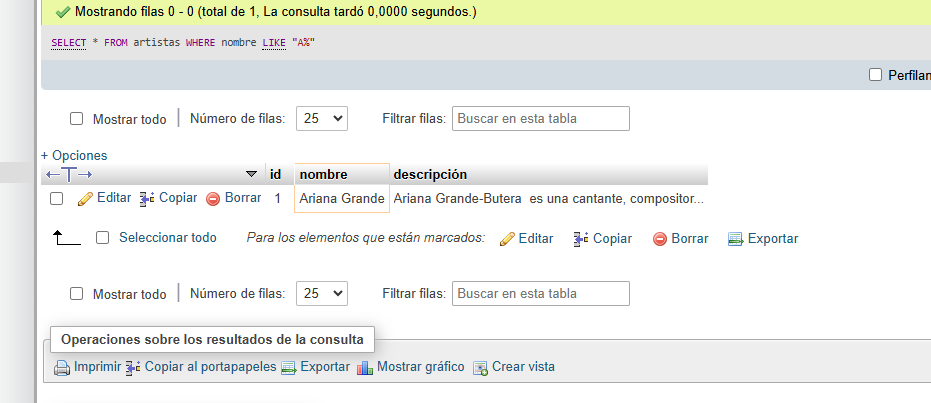 Mostrando filas 0 - 0 (total de 1, La consulta tardó 0,0000 segundos.)
SELECT * FROM artistas WHERE nombre LIKE "A%"
Mostrar todo | Número de filas: 25 Filtrar filas: Buscar en esta tabla
+ Opciones
←T→ ▼ id nombre descripción
Editar Copiar Borrar 1 Ariana Grande Ariana Grande-Butera es una cantante, compositor...
Seleccionar todo Para los elementos que están marcados: Editar Copiar Borrar Exportar
Mostrar todo | Número de filas: 25 Filtrar filas: Buscar en esta tabla
Operaciones sobre los resultados de la consulta
Imprimir Copiar al portapapeles Exportar Mostrar gráfico Crear vista